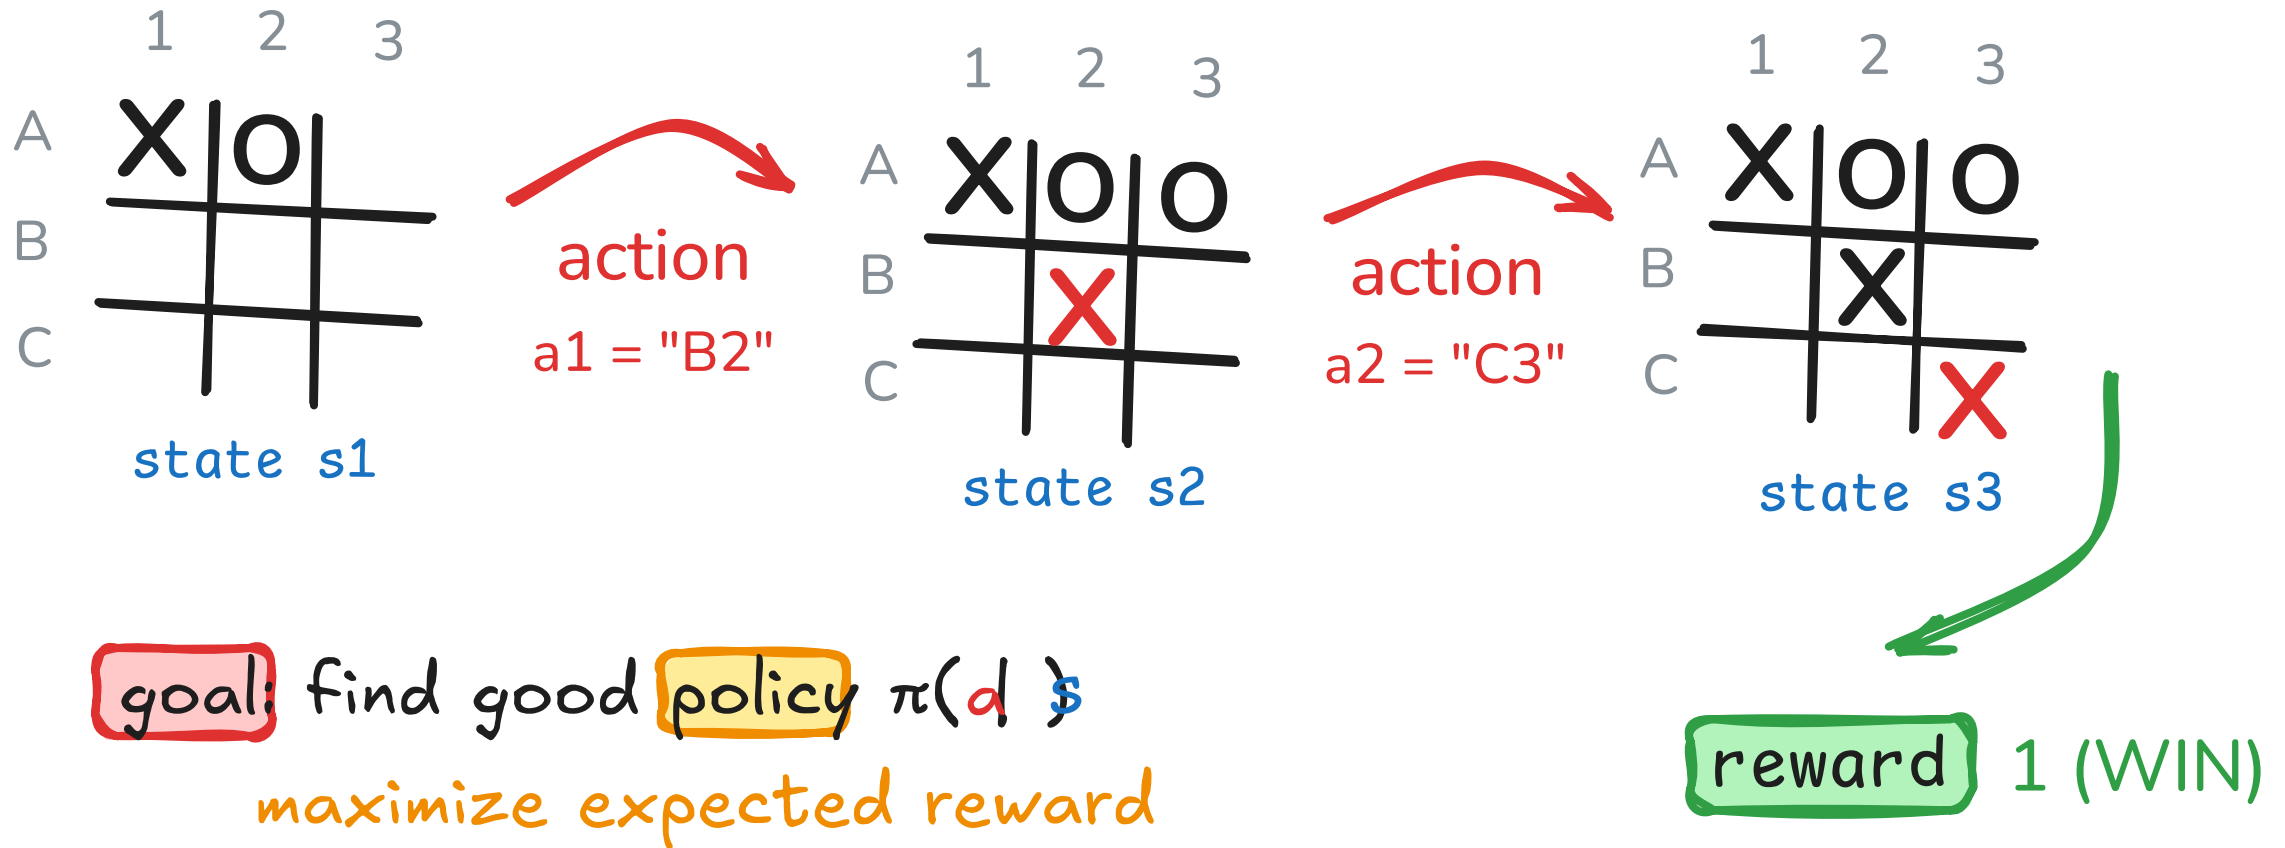 1 2 3
A X O
B
C
state s1
action
a1 = "B2"
1 2 3
A X O O
B X
C
state s2
action
a2 = "C3"
1 2 3
A X O O
B X
C X
state s3
goal: find good policy π(a| s)
maximize expected reward
reward 1 (WIN)